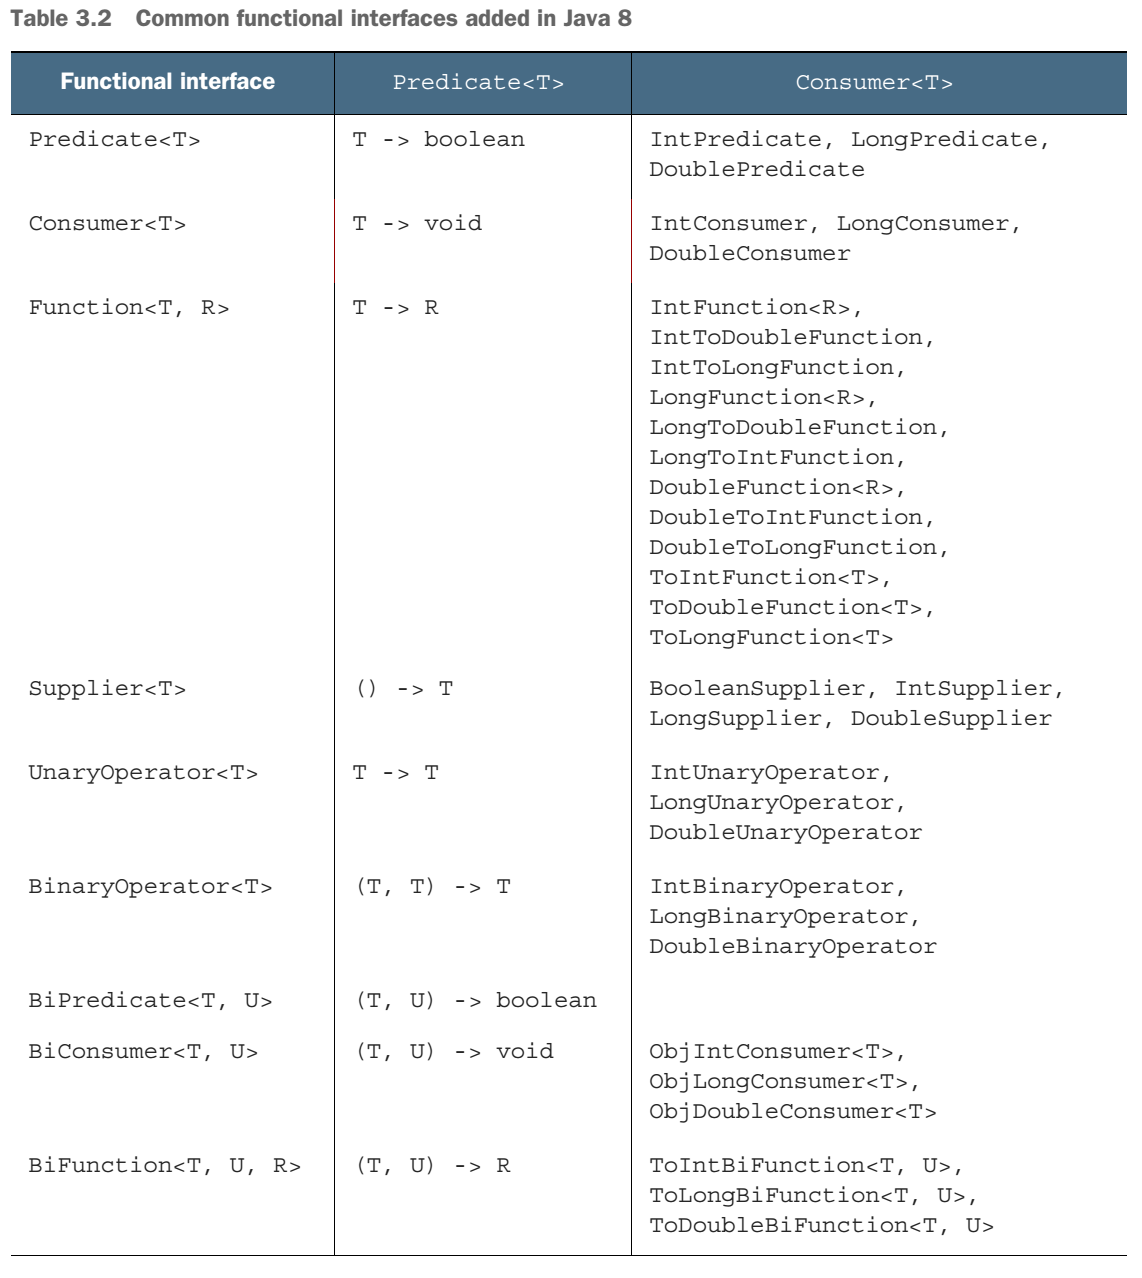 Table 3.2 Common functional interfaces added in Java 8
Functional interface Predicate<T> Consumer<T>
Predicate<T> T -> boolean IntPredicate, LongPredicate,
DoublePredicate
Consumer<T> T -> void IntConsumer, LongConsumer,
DoubleConsumer
Function<T, R> T -> R IntFunction<R>,
IntToDoubleFunction,
IntToLongFunction,
LongFunction<R>,
LongToDoubleFunction,
LongToIntFunction,
DoubleFunction<R>,
DoubleToIntFunction,
DoubleToLongFunction,
ToIntFunction<T>,
ToDoubleFunction<T>,
ToLongFunction<T>
Supplier<T> () -> T BooleanSupplier, IntSupplier,
LongSupplier, DoubleSupplier
UnaryOperator<T> T -> T IntUnaryOperator,
LongUnaryOperator,
DoubleUnaryOperator
BinaryOperator<T> (T, T) -> T IntBinaryOperator,
LongBinaryOperator,
DoubleBinaryOperator
BiPredicate<T, U> (T, U) -> boolean
BiConsumer<T, U> (T, U) -> void ObjIntConsumer<T>,
ObjLongConsumer<T>,
ObjDoubleConsumer<T>
BiFunction<T, U, R> (T, U) -> R ToIntBiFunction<T, U>,
ToLongBiFunction<T, U>,
ToDoubleBiFunction<T, U>